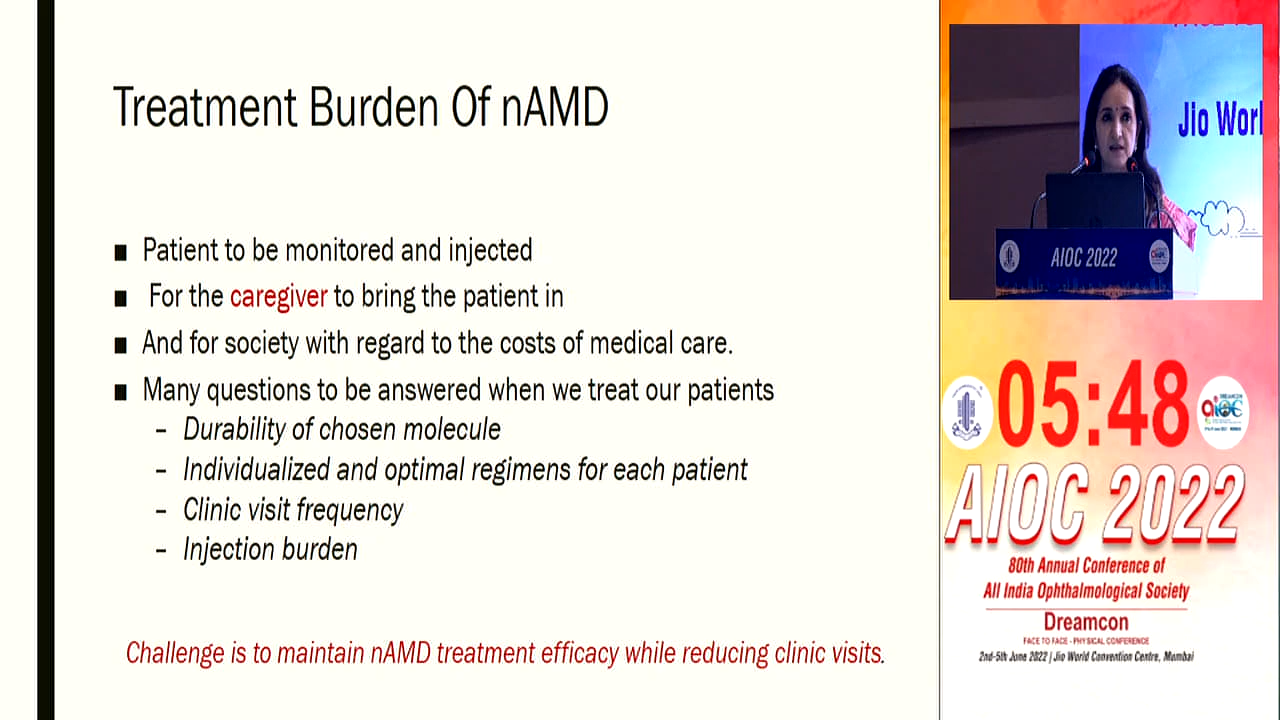 Treatment Burden Of nAMD
■ Patient to be monitored and injected
■ For the caregiver to bring the patient in
■ And for society with regard to the costs of medical care.
■ Many questions to be answered when we treat our patients
– Durability of chosen molecule
– Individualized and optimal regimens for each patient
– Clinic visit frequency
– Injection burden
Challenge is to maintain nAMD treatment efficacy while reducing clinic visits.
Jio Worl
AIOC 2022
05:48
AIOC 2022
80th Annual Conference of
All India Ophthalmological Society
Dreamcon
FACE TO FACE - PHYSICAL CONFERENCE
2nd-5th June 2022 | Jio World Convention Centre, Mumbai